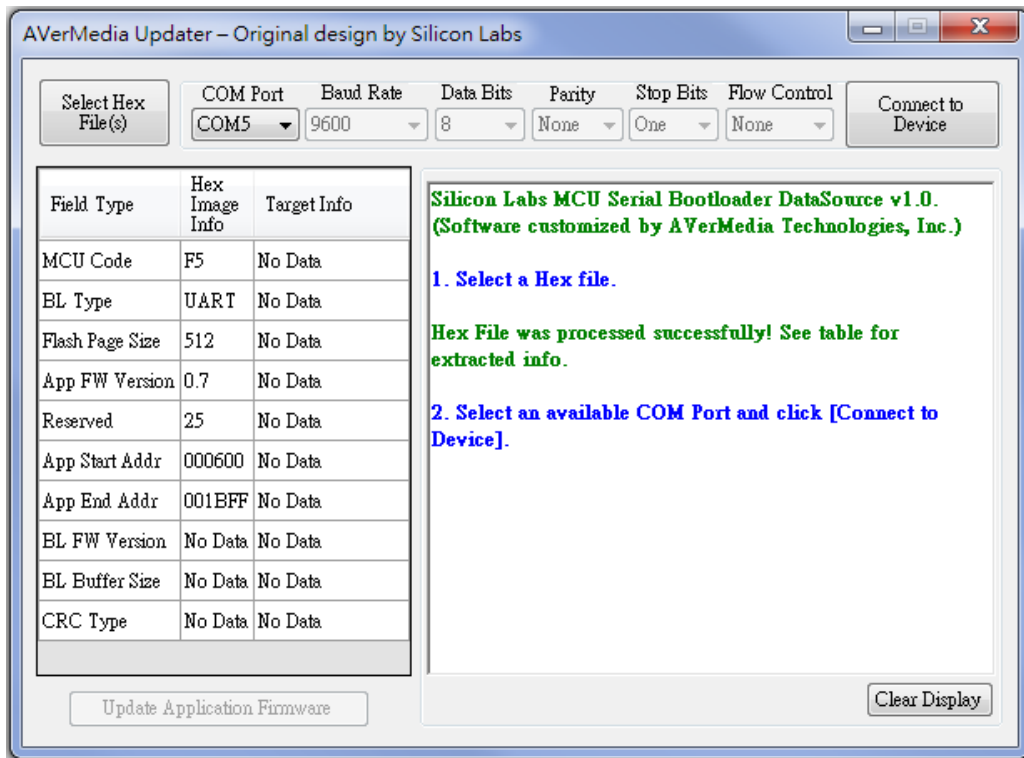 AVerMedia Updater – Original design by Silicon Labs
Select Hex
File(s)
COM Port Baud Rate Data Bits Parity Stop Bits Flow Control
COM5 9600 8 None One None
Connect to
Device
Field Type Hex Image Info Target Info
MCU Code F5 No Data
BL Type UART No Data
Flash Page Size 512 No Data
App FW Version 0.7 No Data
Reserved 25 No Data
App Start Addr 000600 No Data
App End Addr 001BFF No Data
BL FW Version No Data No Data
BL Buffer Size No Data No Data
CRC Type No Data No Data
Update Application Firmware
Silicon Labs MCU Serial Bootloader DataSource v1.0.
(Software customized by AVerMedia Technologies, Inc.)
1. Select a Hex file.
Hex File was processed successfully! See table for
extracted info.
2. Select an available COM Port and click [Connect to
Device].
Clear Display